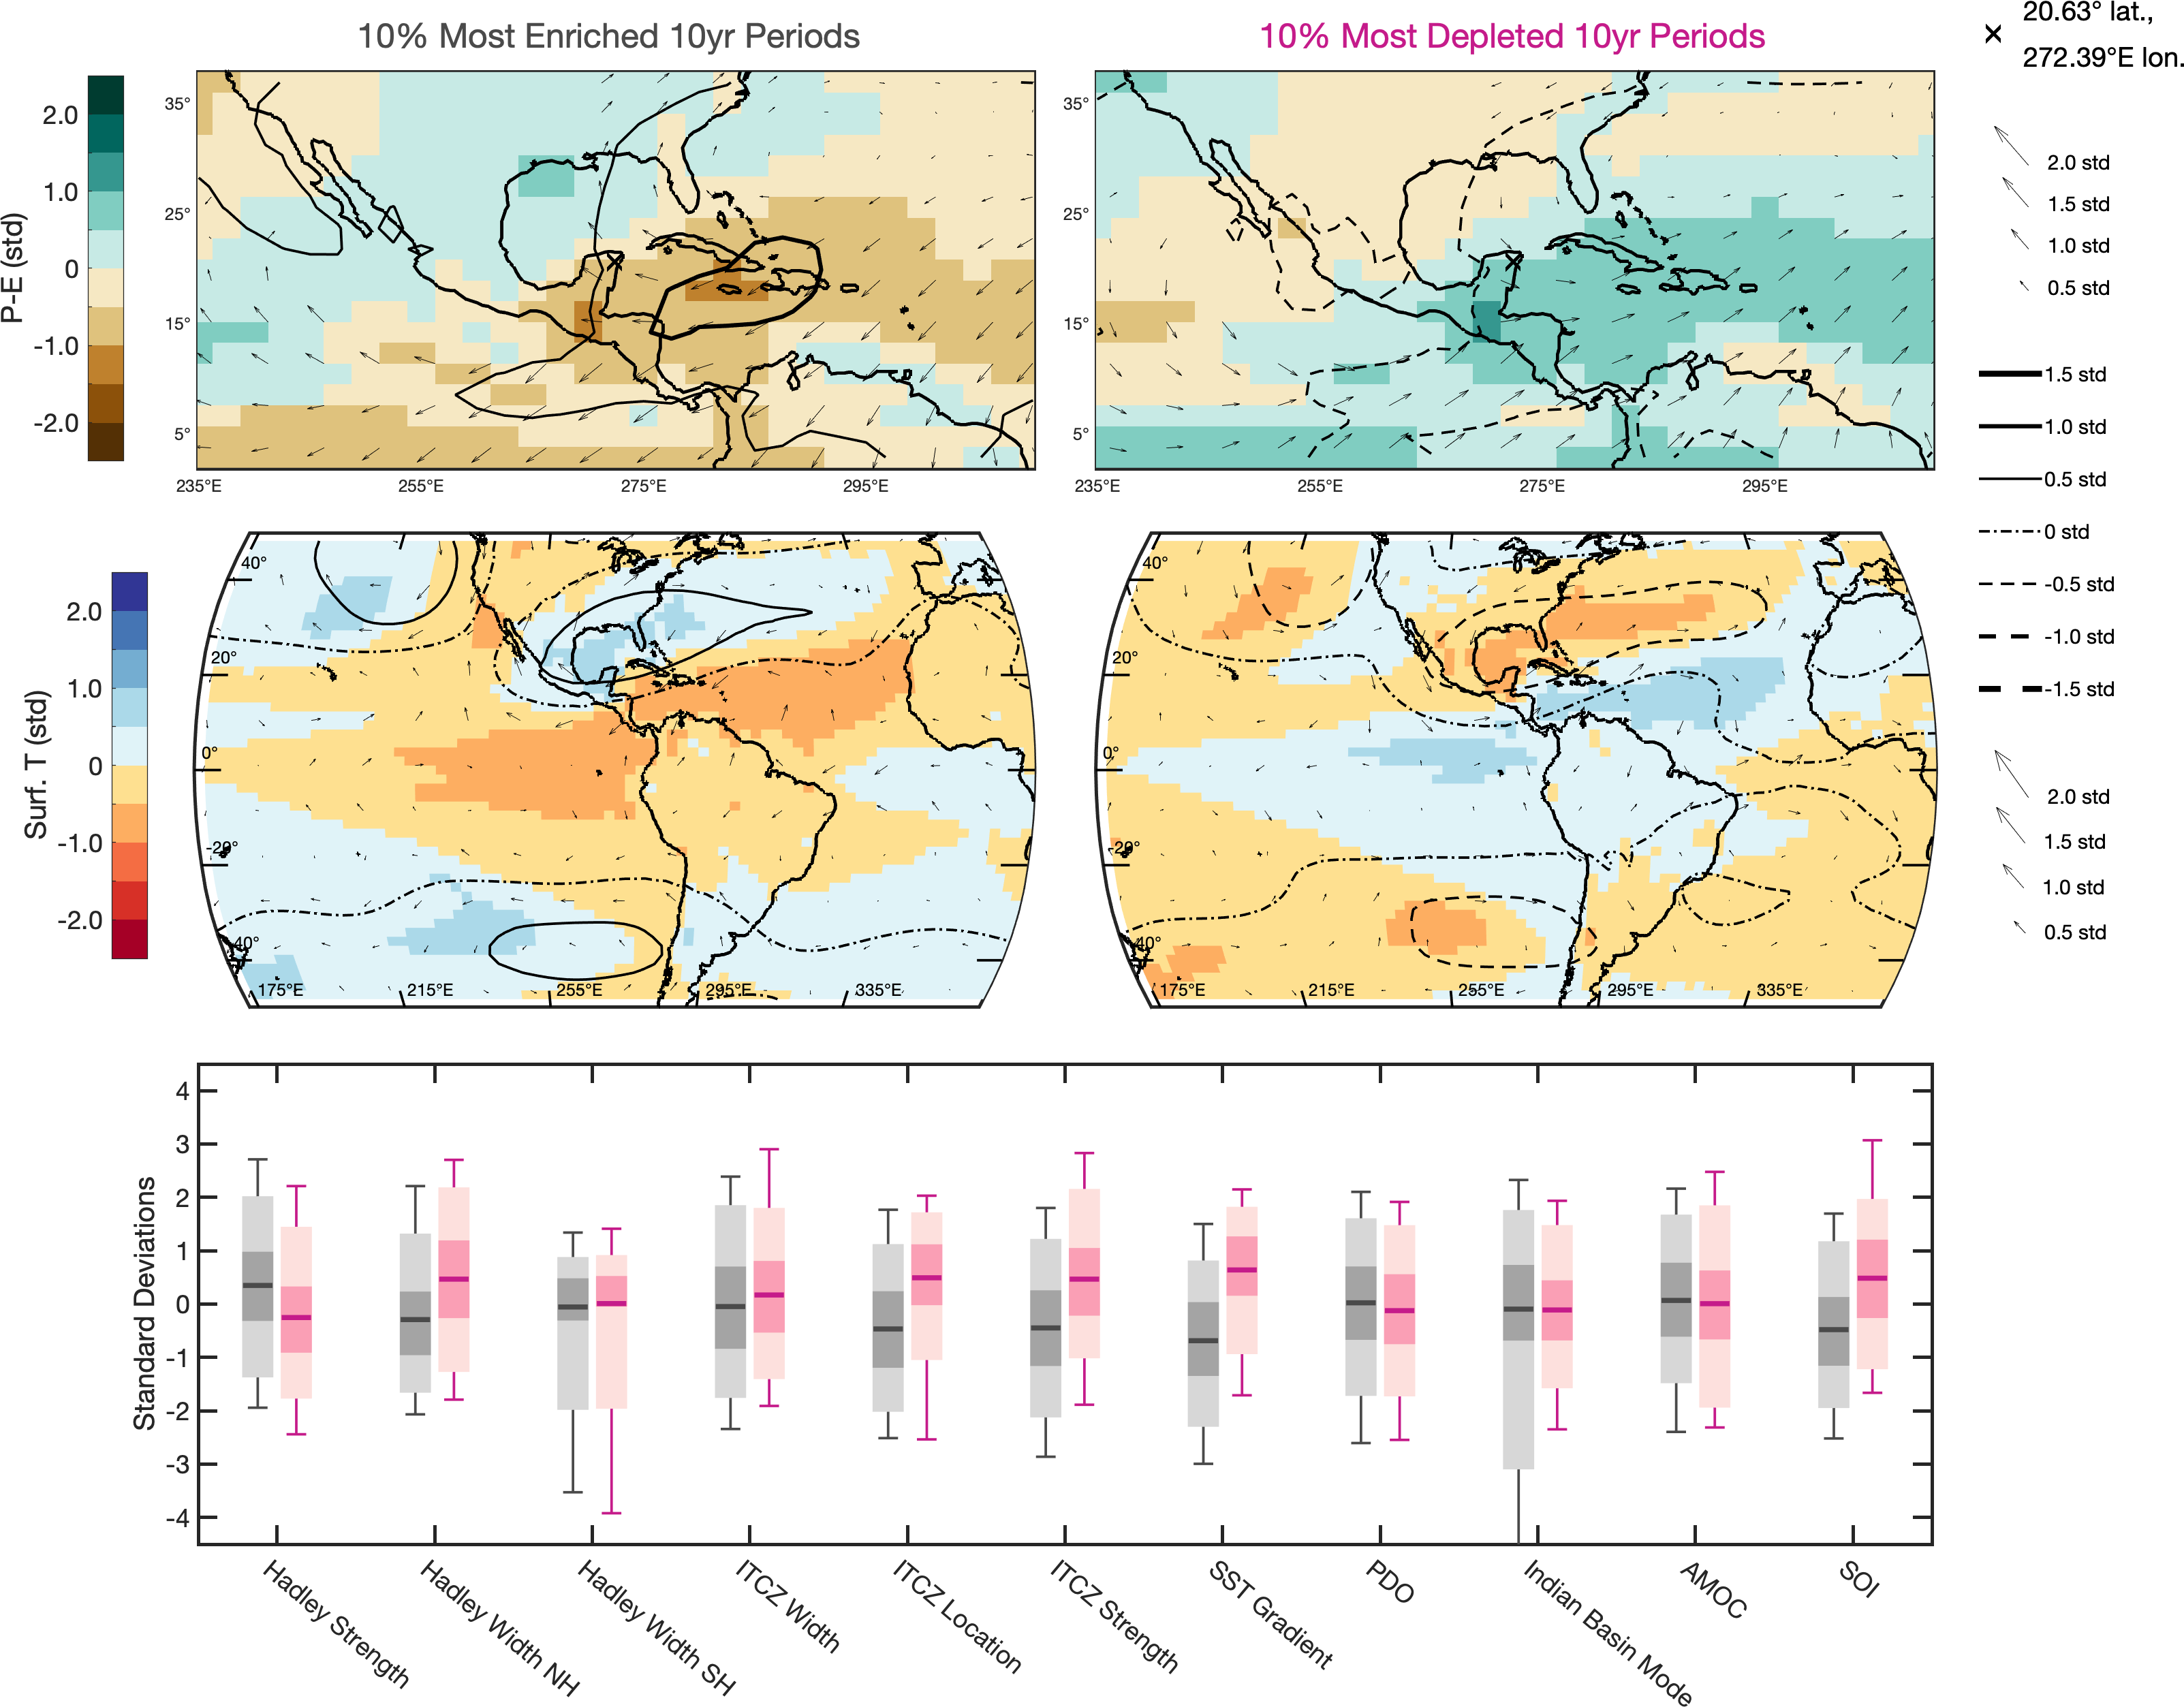 10% Most Enriched 10yr Periods
10% Most Depleted 10yr Periods
20.63° lat.,
272.39°E lon.
P-E (std)
2.0
1.0
0
-1.0
-2.0
35°
25°
15°
5°
235°E
255°E
275°E
295°E
35°
25°
15°
5°
235°E
255°E
275°E
295°E
2.0 std
1.5 std
1.0 std
0.5 std
1.5 std
1.0 std
0.5 std
0 std
-0.5 std
-1.0 std
-1.5 std
Surf. T (std)
2.0
1.0
0
-1.0
-2.0
40°
20°
0°
-20°
-40°
175°E
215°E
255°E
295°E
335°E
40°
20°
0°
-20°
-40°
175°E
215°E
255°E
295°E
335°E
2.0 std
1.5 std
1.0 std
0.5 std
Standard Deviations
4
3
2
1
0
-1
-2
-3
-4
Hadley Strength
Hadley Width NH
Hadley Width SH
ITCZ Width
ITCZ Location
ITCZ Strength
SST Gradient
PDO
Indian Basin Mode
AMOC
SOI